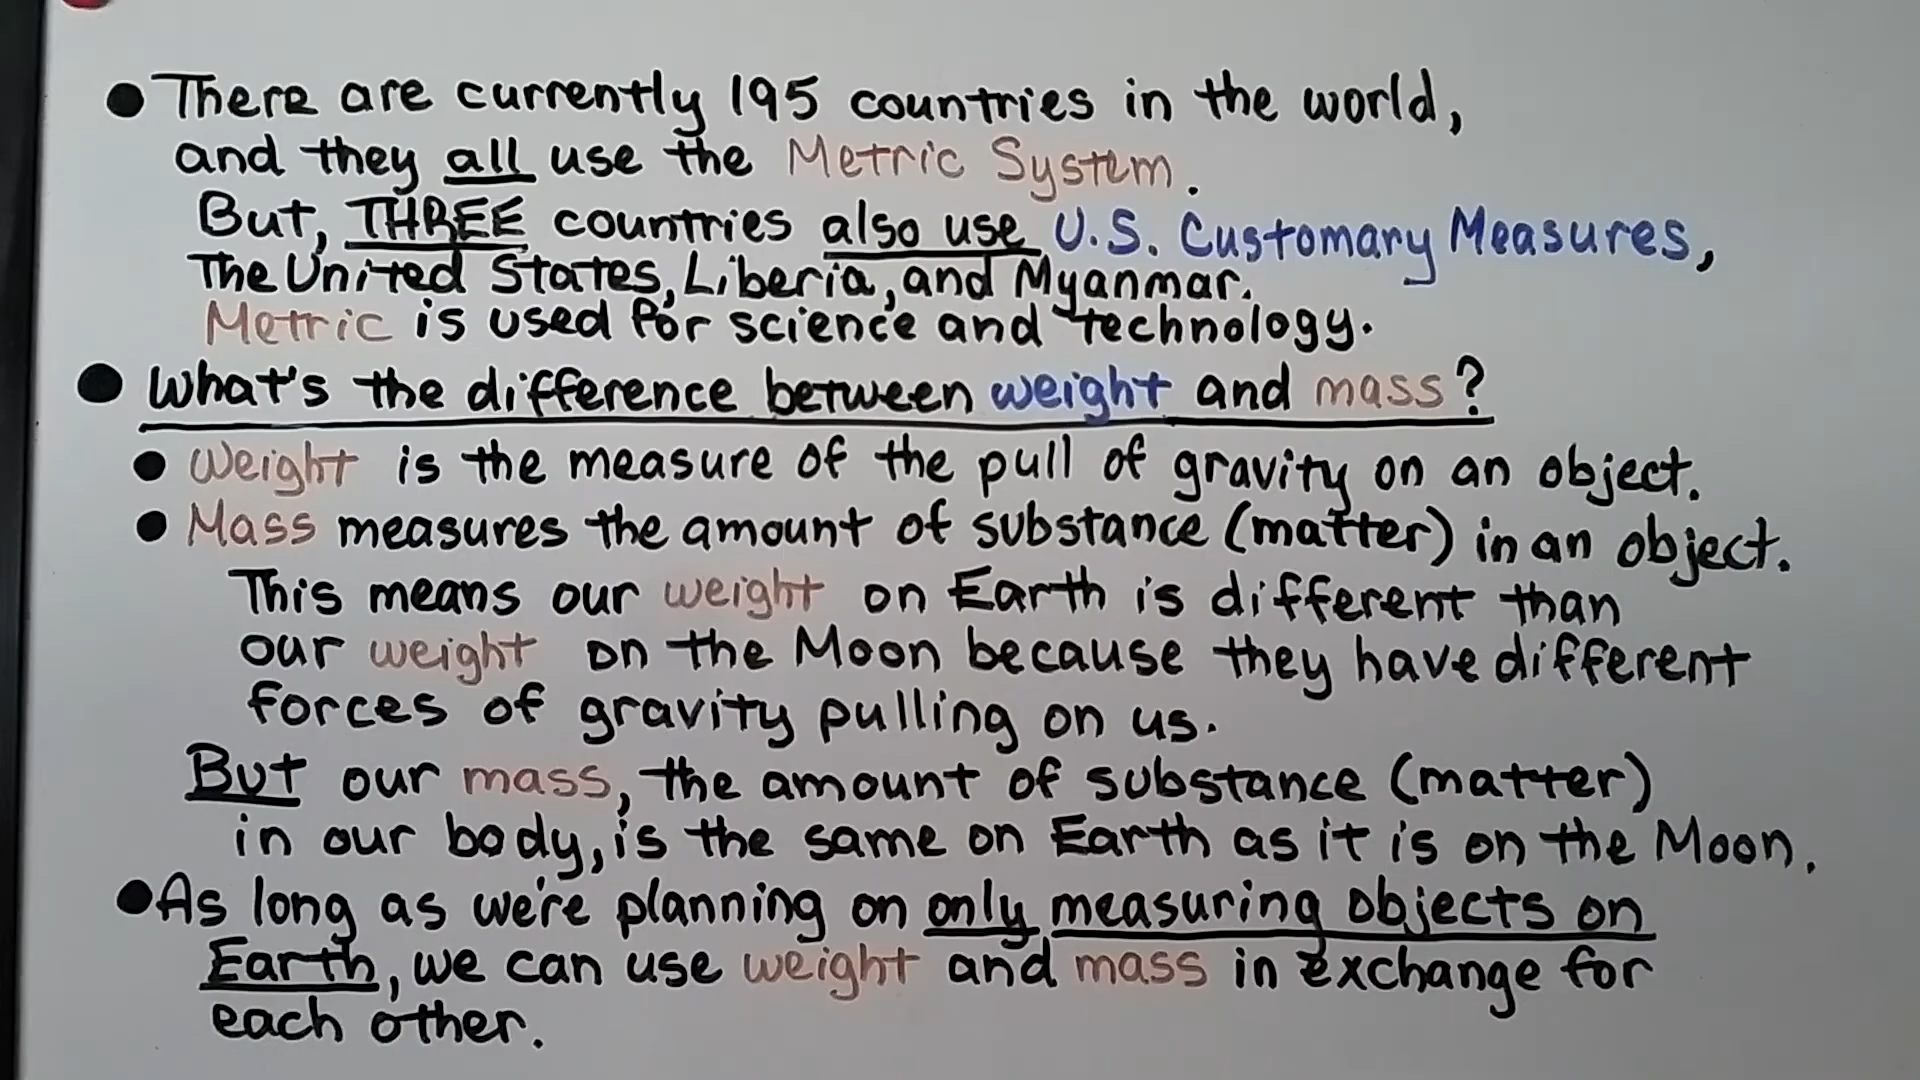 • There are currently 195 countries in the world,
and they all use the Metric System.
But, THREE countries also use U.S. Customary Measures,
The United States, Liberia, and Myanmar.
Metric is used for science and technology.
• What's the difference between weight and mass?
• Weight is the measure of the pull of gravity on an object.
• Mass measures the amount of substance (matter) in an object.
This means our weight on Earth is different than
our weight on the Moon because they have different
forces of gravity pulling on us.
But our mass, the amount of substance (matter)
in our body, is the same on Earth as it is on the Moon.
• As long as we're planning on only measuring objects on
Earth, we can use weight and mass in exchange for
each other.